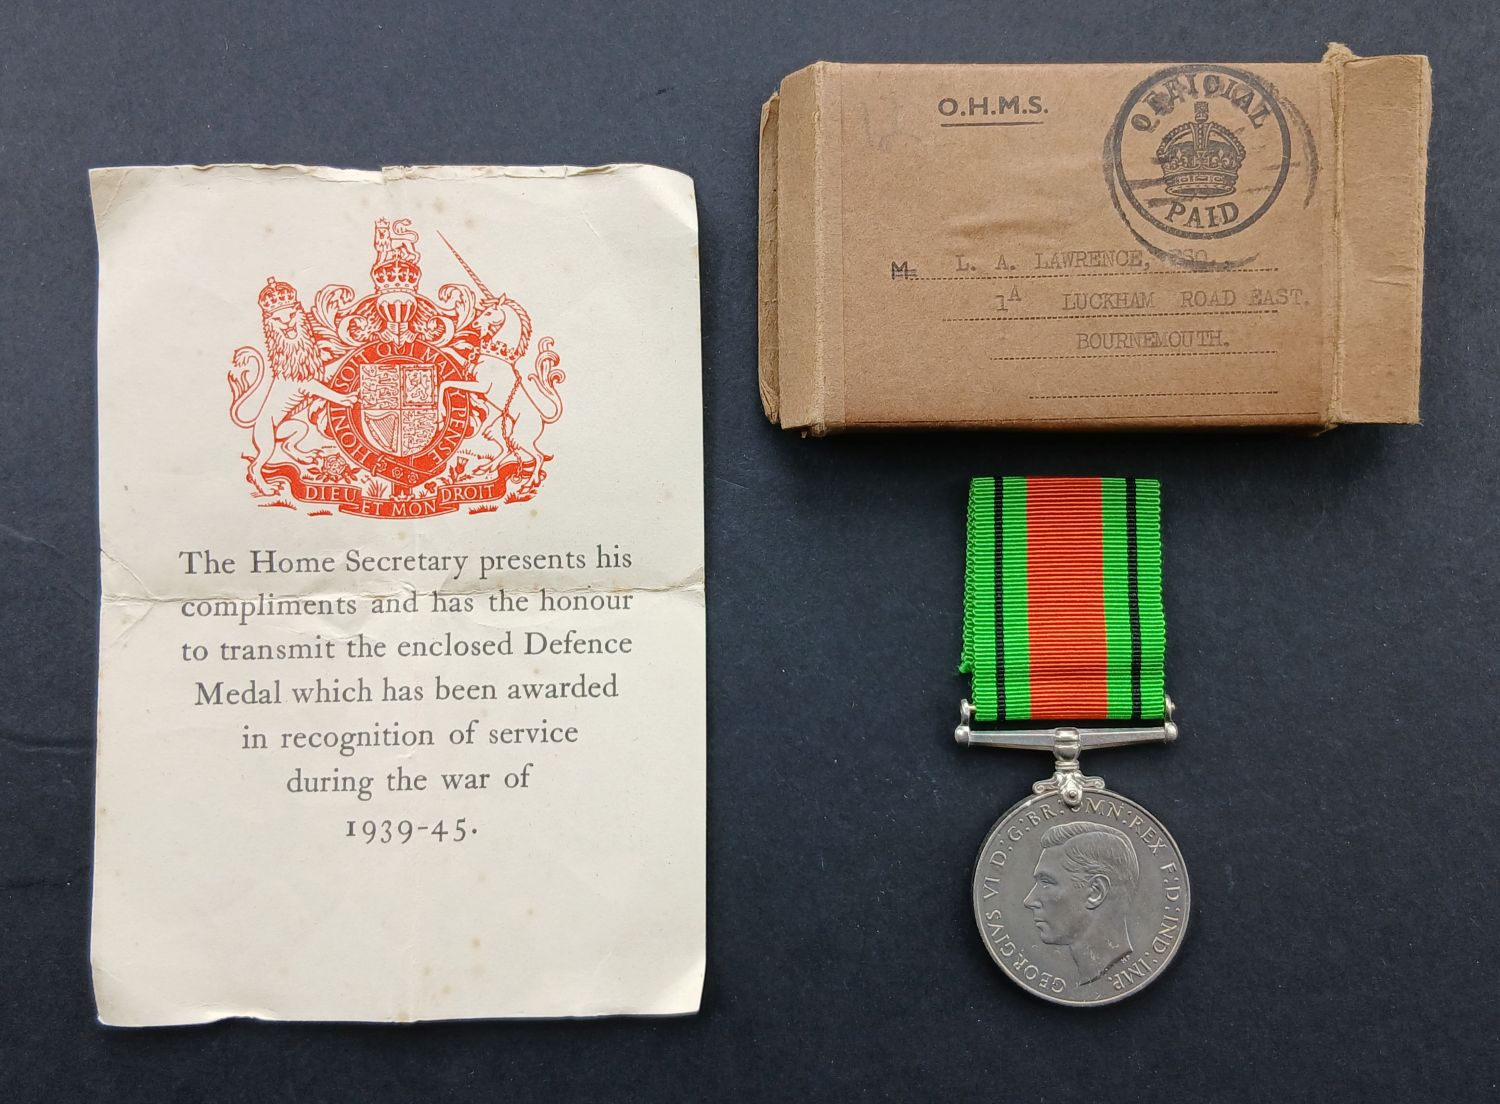 HONI SOIT QUI MAL Y PENSE
DIEU ET MON DROIT
The Home Secretary presents his
compliments and has the honour
to transmit the enclosed Defence
Medal which has been awarded
in recognition of service
during the war of
1939-45.
O.H.M.S.
OFFICIAL
PAID
M. L. A. LAWRENCE, ESQ.,
1A LUCKHAM ROAD EAST.
BOURNEMOUTH.
GEORGIVS VI D:G:BR:OMN:REX F:D:IND:IMP.